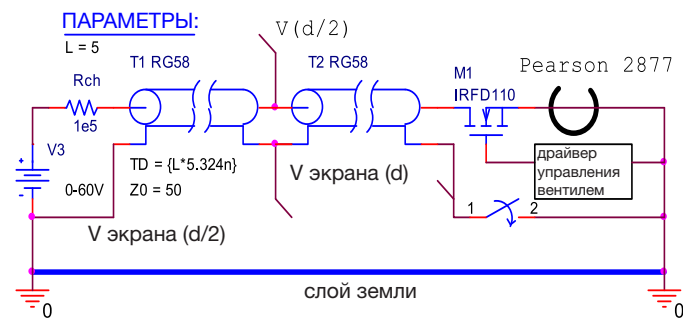 ПАРАМЕТРЫ:
L = 5
V(d/2)
T1 RG58
T2 RG58
M1
IRFD110
Pearson 2877
Rch
1e5
V3
0-60V
TD = {L*5.324n}
Z0 = 50
V экрана (d)
драйвер
управления
вентилем
1
2
V экрана (d/2)
слой земли
0
0